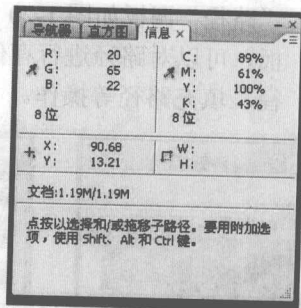 导航器 直方图 信息 ×
R: 20 C: 89%
G: 65 M: 61%
B: 22 Y: 100%
K: 43%
8位 8位
X: 90.68 W:
Y: 13.21 H:
文档:1.19M/1.19M
点按以选择和/或拖移子路径。要用附加选
项，使用 Shift、Alt 和 Ctrl 键。